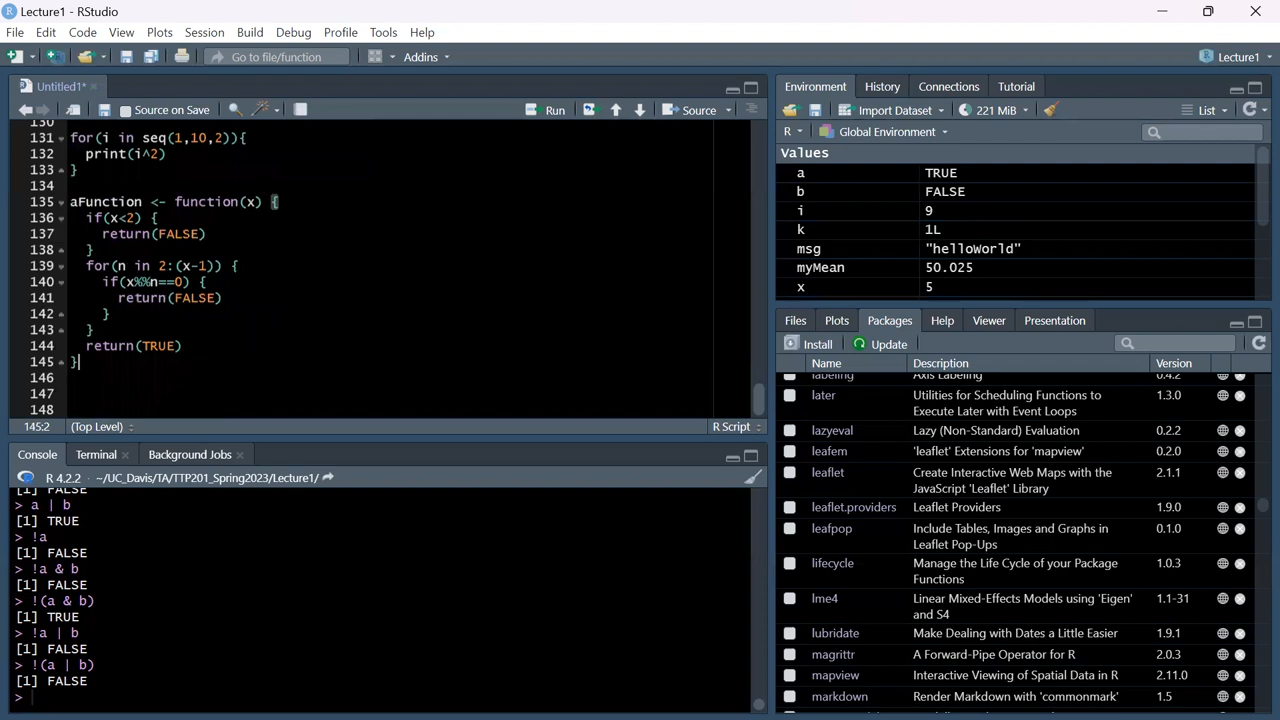 Lecture1 - RStudio
File Edit Code View Plots Session Build Debug Profile Tools Help
Go to file/function Addins Lecture1
Untitled1*
Source on Save Run Source
130
131 for(i in seq(1,10,2)){
132 print(i^2)
133 }
134
135 aFunction <- function(x) {
136 if(x<2) {
137 return(FALSE)
138 }
139 for(n in 2:(x-1)) {
140 if(x%%n==0) {
141 return(FALSE)
142 }
143 }
144 return(TRUE)
145 }
146
147
148
145:2 (Top Level) R Script
Console Terminal Background Jobs
R 4.2.2 · ~/UC_Davis/TA/TTP201_Spring2023/Lecture1/
[1] FALSE
> a | b
[1] TRUE
> !a
[1] FALSE
> !a & b
[1] FALSE
> !(a & b)
[1] TRUE
> !a | b
[1] FALSE
> !(a | b)
[1] FALSE
>
Environment History Connections Tutorial
Import Dataset 221 MiB List
R Global Environment
Values
a TRUE
b FALSE
i 9
k 1L
msg "helloWorld"
myMean 50.025
x 5
Files Plots Packages Help Viewer Presentation
Install Update
Name Description Version
labeling Axis Labeling 0.4.2
later Utilities for Scheduling Functions to 1.3.0
Execute Later with Event Loops
lazyeval Lazy (Non-Standard) Evaluation 0.2.2
leafem 'leaflet' Extensions for 'mapview' 0.2.0
leaflet Create Interactive Web Maps with the 2.1.1
JavaScript 'Leaflet' Library
leaflet.providers Leaflet Providers 1.9.0
leafpop Include Tables, Images and Graphs in 0.1.0
Leaflet Pop-Ups
lifecycle Manage the Life Cycle of your Package 1.0.3
Functions
lme4 Linear Mixed-Effects Models using 'Eigen' 1.1-31
and S4
lubridate Make Dealing with Dates a Little Easier 1.9.1
magrittr A Forward-Pipe Operator for R 2.0.3
mapview Interactive Viewing of Spatial Data in R 2.11.0
markdown Render Markdown with 'commonmark' 1.5